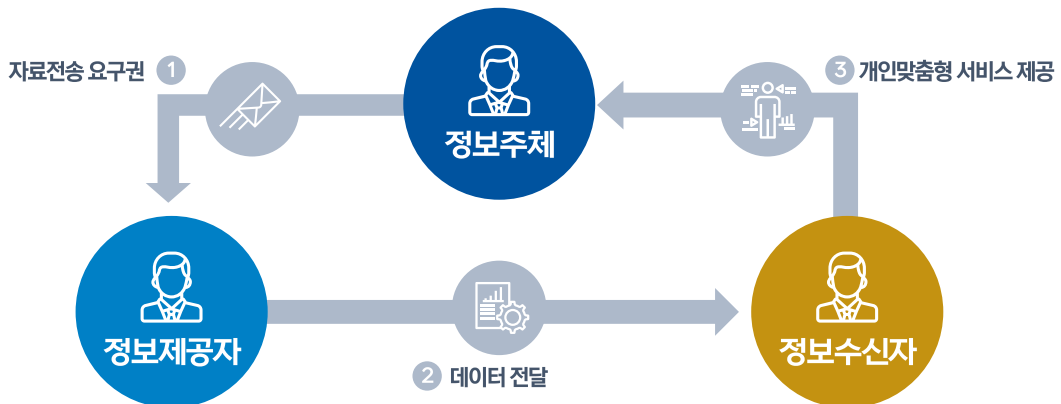 자료전송 요구권 1
3 개인맞춤형 서비스 제공
정보주체
정보제공자
정보수신자
2 데이터 전달